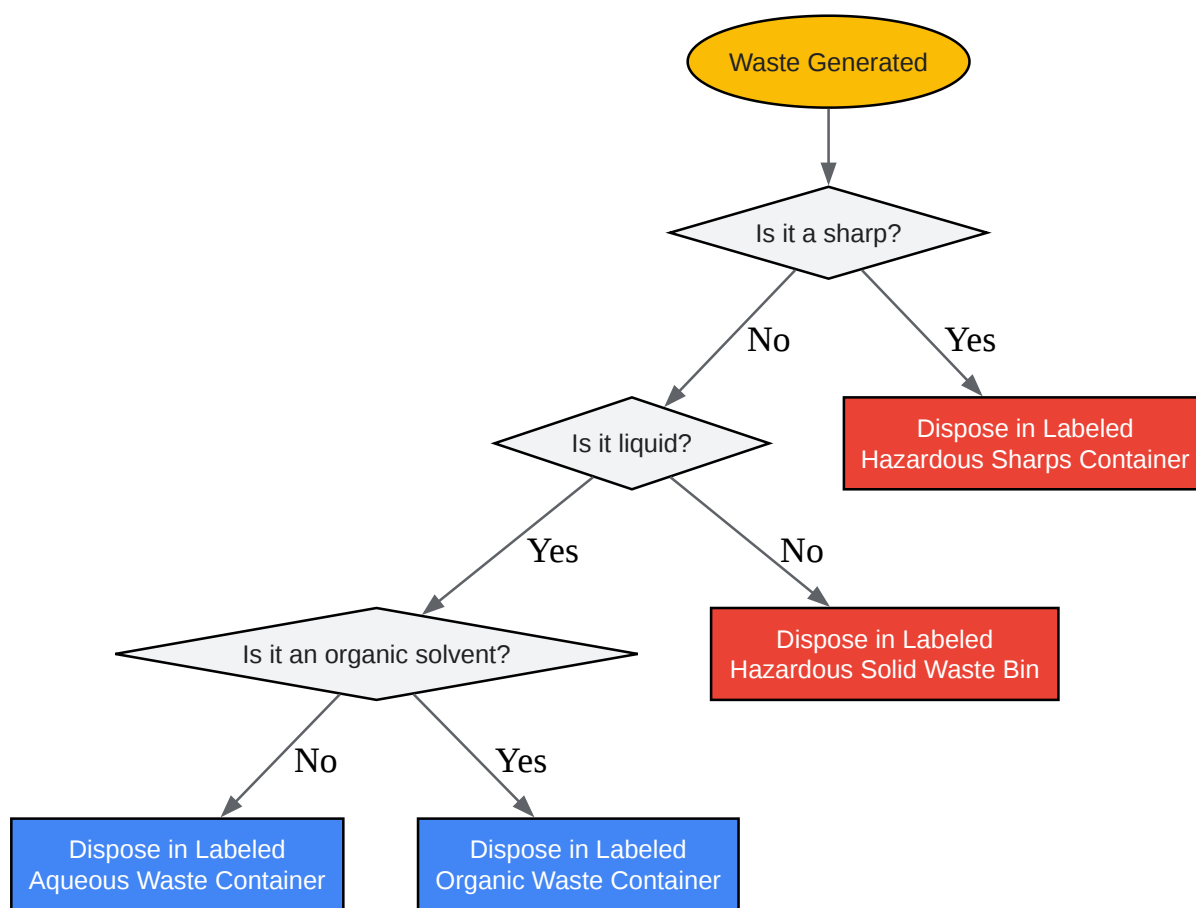 Waste Generated
Is it a sharp?
No
Yes
Is it liquid?
Dispose in Labeled
Hazardous Sharps Container
Yes
No
Is it an organic solvent?
Dispose in Labeled
Hazardous Solid Waste Bin
No
Yes
Dispose in Labeled
Aqueous Waste Container
Dispose in Labeled
Organic Waste Container